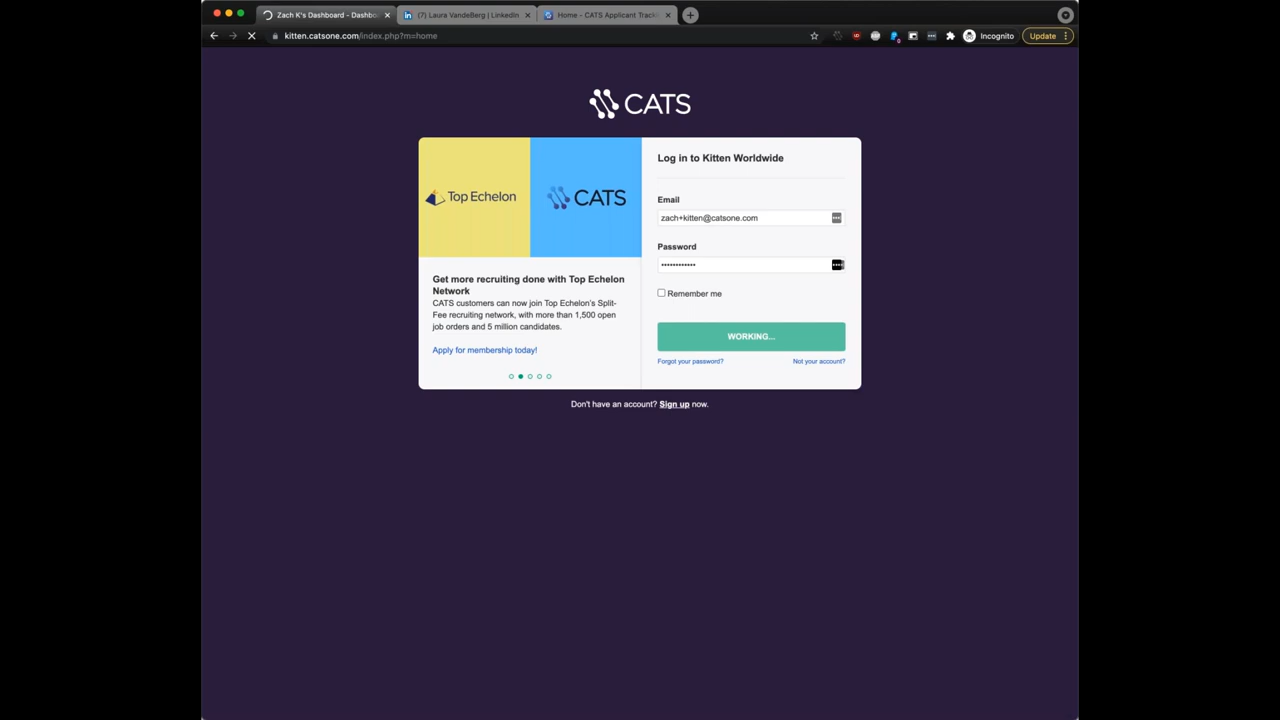 Zach K's Dashboard - Dashbo
(7) Laura VandeBerg | LinkedIn
Home - CATS Applicant Track
kitten.catsone.com/index.php?m=home
Incognito
Update
CATS
Top Echelon
CATS
Get more recruiting done with Top Echelon
Network
CATS customers can now join Top Echelon's Split-
Fee recruiting network, with more than 1,500 open
job orders and 5 million candidates.
Apply for membership today!
Log in to Kitten Worldwide
Email
zach+kitten@catsone.com
Password
••••••••••••
Remember me
WORKING...
Forgot your password?
Not your account?
Don't have an account? Sign up now.